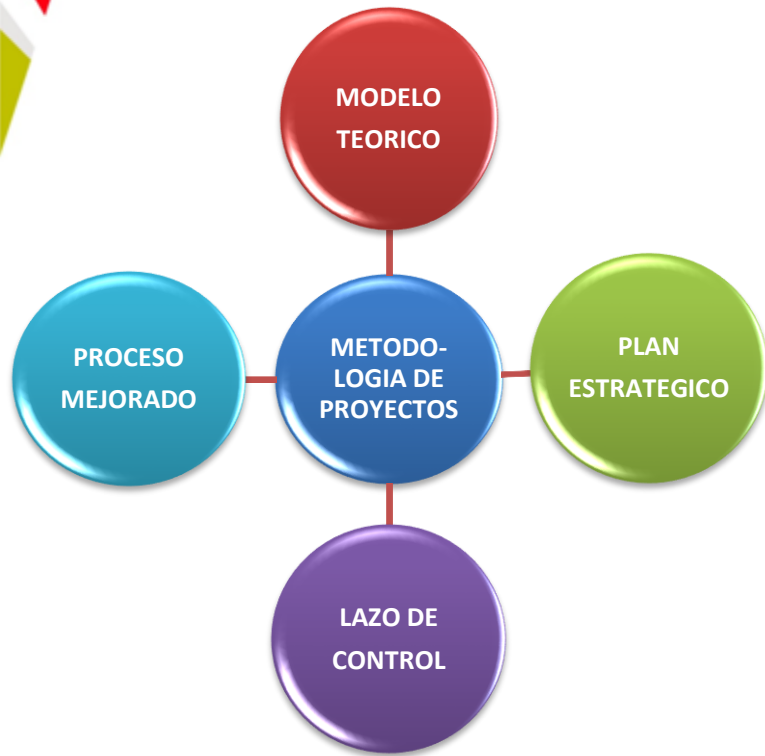 MODELO
TEORICO
PROCESO
MEJORADO
METODO-
LOGIA DE
PROYECTOS
PLAN
ESTRATEGICO
LAZO DE
CONTROL